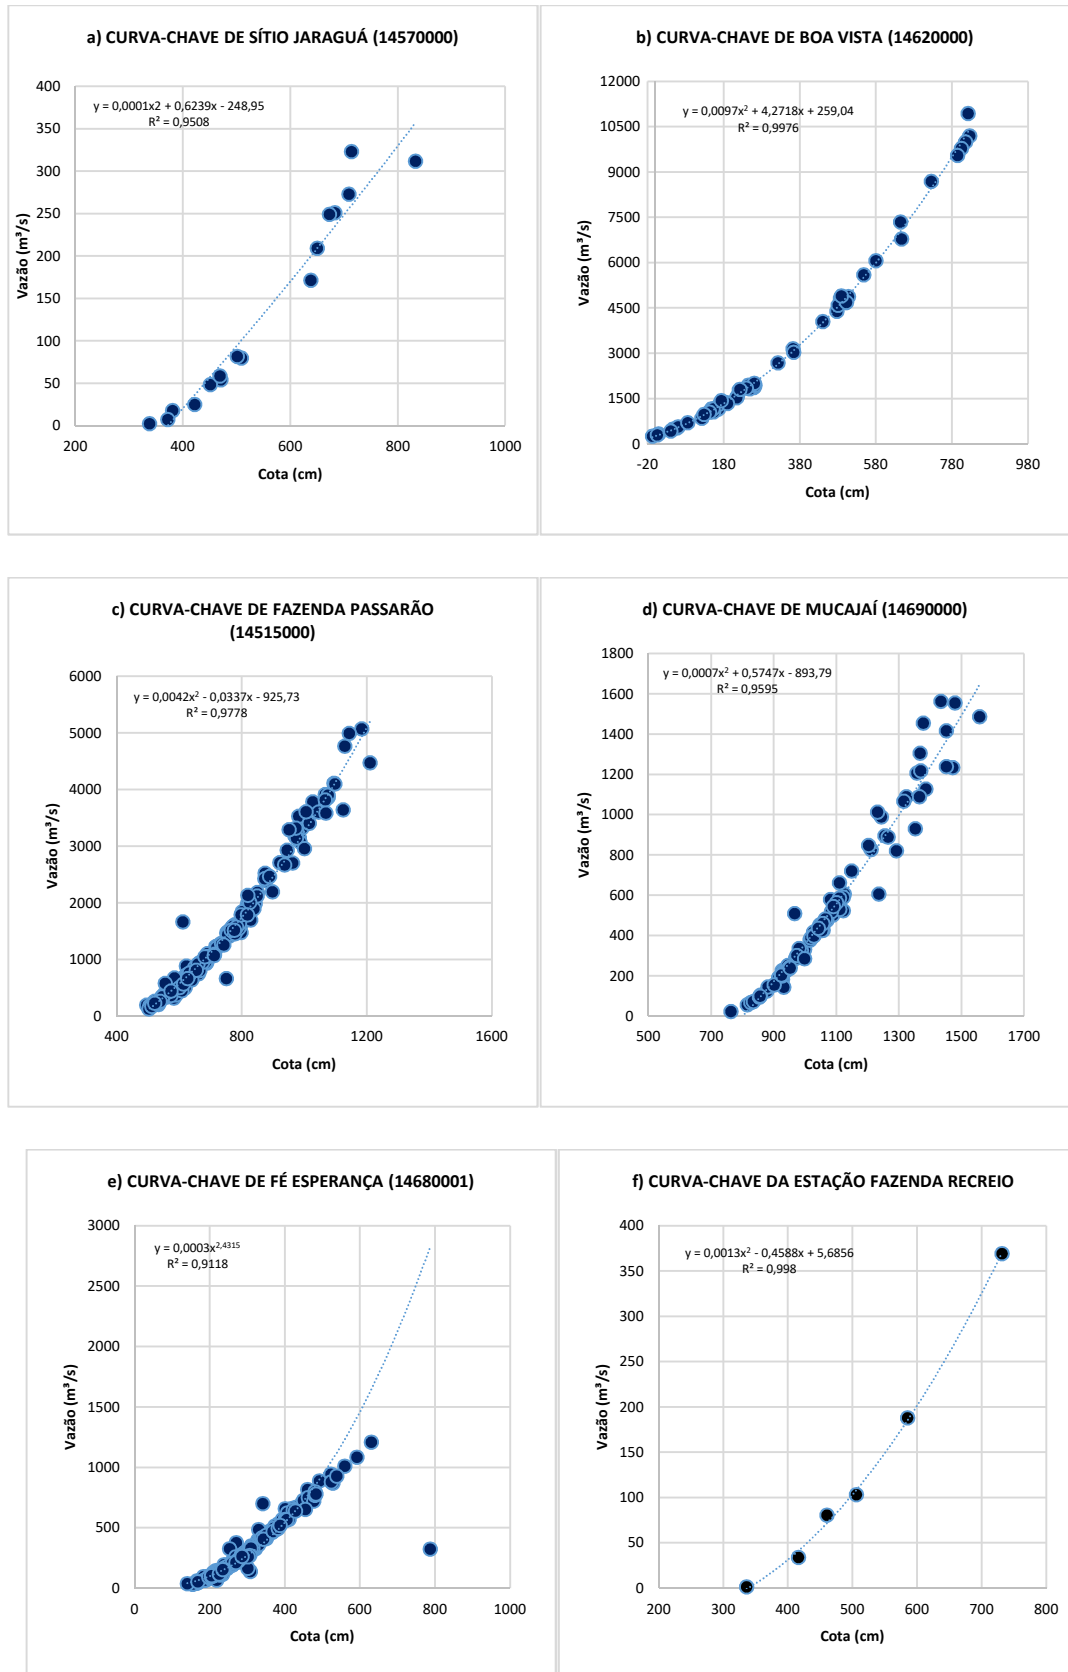 a) CURVA-CHAVE DE SÍTIO JARAGUÁ (14570000)
y = 0,0001x2 + 0,6239x - 248,95
R² = 0,9508
Vazão (m³/s)
400
350
300
250
200
150
100
50
0
200
400
600
800
1000
Cota (cm)
b) CURVA-CHAVE DE BOA VISTA (14620000)
y = 0,0097x² + 4,2718x + 259,04
R² = 0,9976
Vazão (m³/s)
12000
10500
9000
7500
6000
4500
3000
1500
0
-20
180
380
580
780
980
Cota (cm)
c) CURVA-CHAVE DE FAZENDA PASSARÃO
(14515000)
y = 0,0042x² - 0,0337x - 925,73
R² = 0,9778
Vazão (m³/s)
6000
5000
4000
3000
2000
1000
0
400
800
1200
1600
Cota (cm)
d) CURVA-CHAVE DE MUCAJAÍ (14690000)
y = 0,0007x² + 0,5747x - 893,79
R² = 0,9595
Vazão (m³/s)
1800
1600
1400
1200
1000
800
600
400
200
0
500
700
900
1100
1300
1500
1700
Cota (cm)
e) CURVA-CHAVE DE FÉ ESPERANÇA (14680001)
y = 0,0003x²,⁴³¹⁵
R² = 0,9118
Vazão (m³/s)
3000
2500
2000
1500
1000
500
0
0
200
400
600
800
1000
Cota (cm)
f) CURVA-CHAVE DA ESTAÇÃO FAZENDA RECREIO
y = 0,0013x² - 0,4588x + 5,6856
R² = 0,998
Vazão (m³/s)
400
350
300
250
200
150
100
50
0
200
300
400
500
600
700
800
Cota (cm)